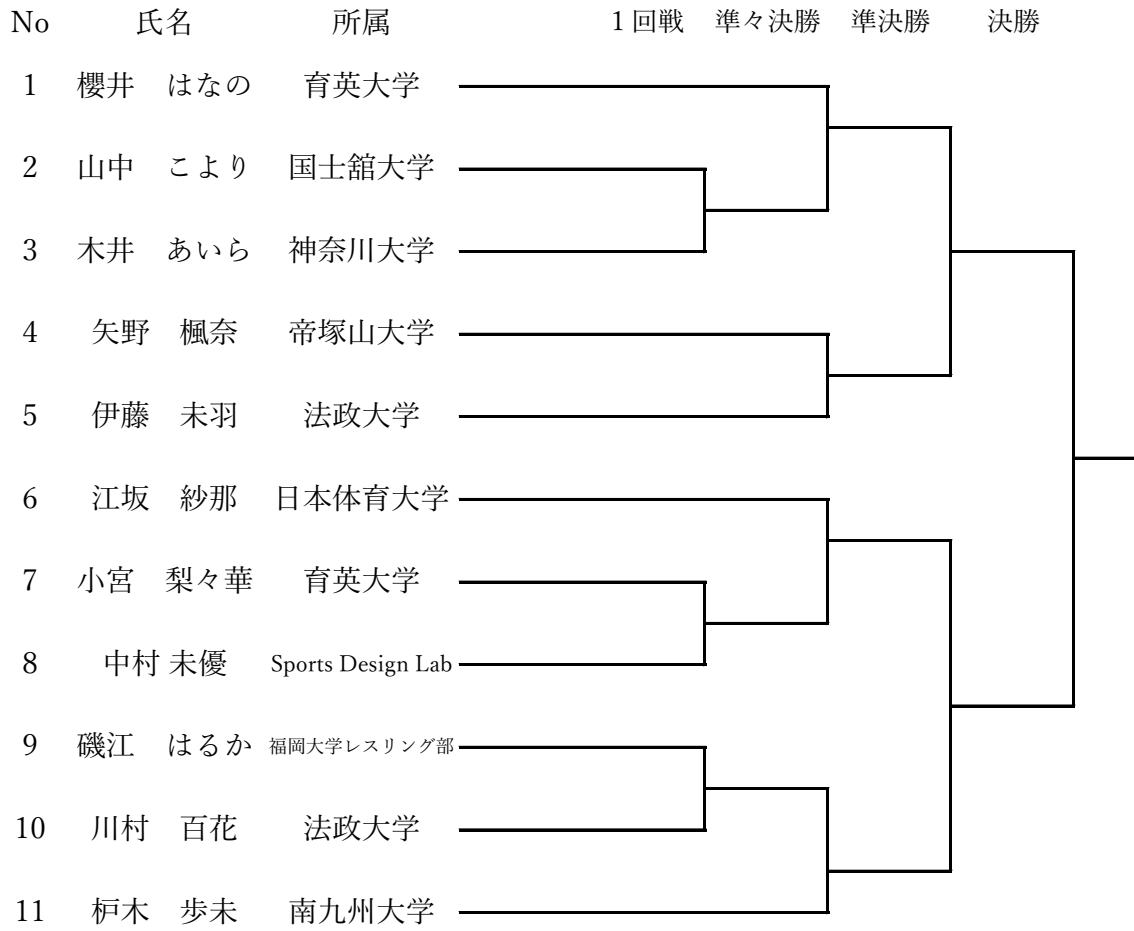 No 氏名 所属 1回戦 準々決勝 準決勝 決勝
1 櫻井 はなの 育英大学
2 山中 こより 国士舘大学
3 木井 あいら 神奈川大学
4 矢野 楓奈 帝塚山大学
5 伊藤 未羽 法政大学
6 江坂 紗那 日本体育大学
7 小宮 梨々華 育英大学
8 中村 未優 Sports Design Lab
9 磯江 はるか 福岡大学レスリング部
10 川村 百花 法政大学
11 枦木 歩未 南九州大学